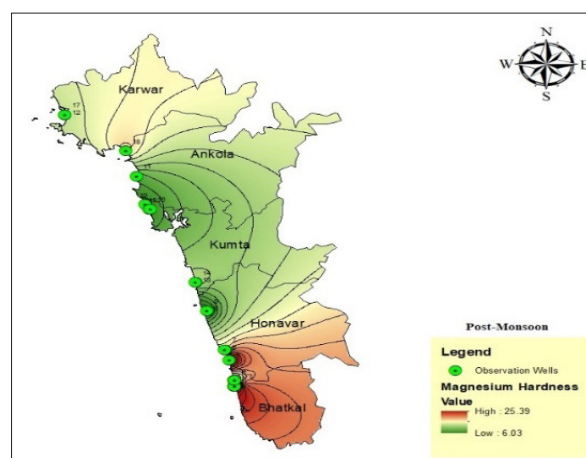 N
W E
S
Karwar
17
12
Ankola
Kumta
Honavar
Bhatkal
Post-Monsoon
Legend
Observation Wells
Magnesium Hardness
Value
High : 25.39
Low : 6.03